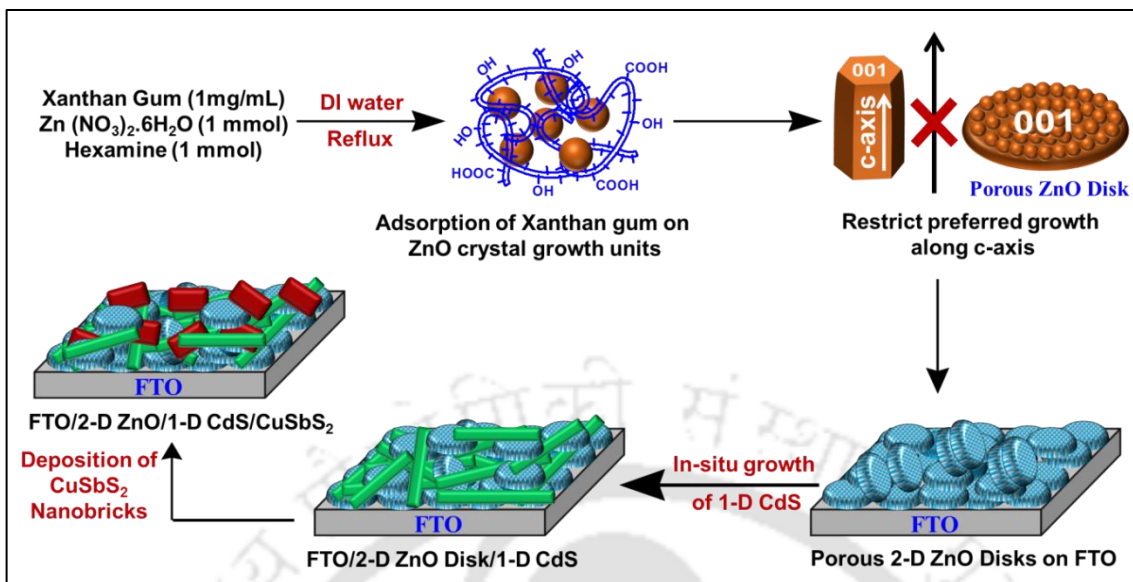 Xanthan Gum (1mg/mL)
Zn (NO₃)₂.6H₂O (1 mmol)
Hexamine (1 mmol)
DI water
Reflux
OH
COOH
OH
HO
OH
HOOC
OH
COOH
Adsorption of Xanthan gum on
ZnO crystal growth units
001
c-axis
001
Porous ZnO Disk
Restrict preferred growth
along c-axis
FTO
Porous 2-D ZnO Disks on FTO
In-situ growth
of 1-D CdS
FTO
FTO/2-D ZnO Disk/1-D CdS
Deposition of
CuSbS₂
Nanobricks
FTO
FTO/2-D ZnO/1-D CdS/CuSbS₂